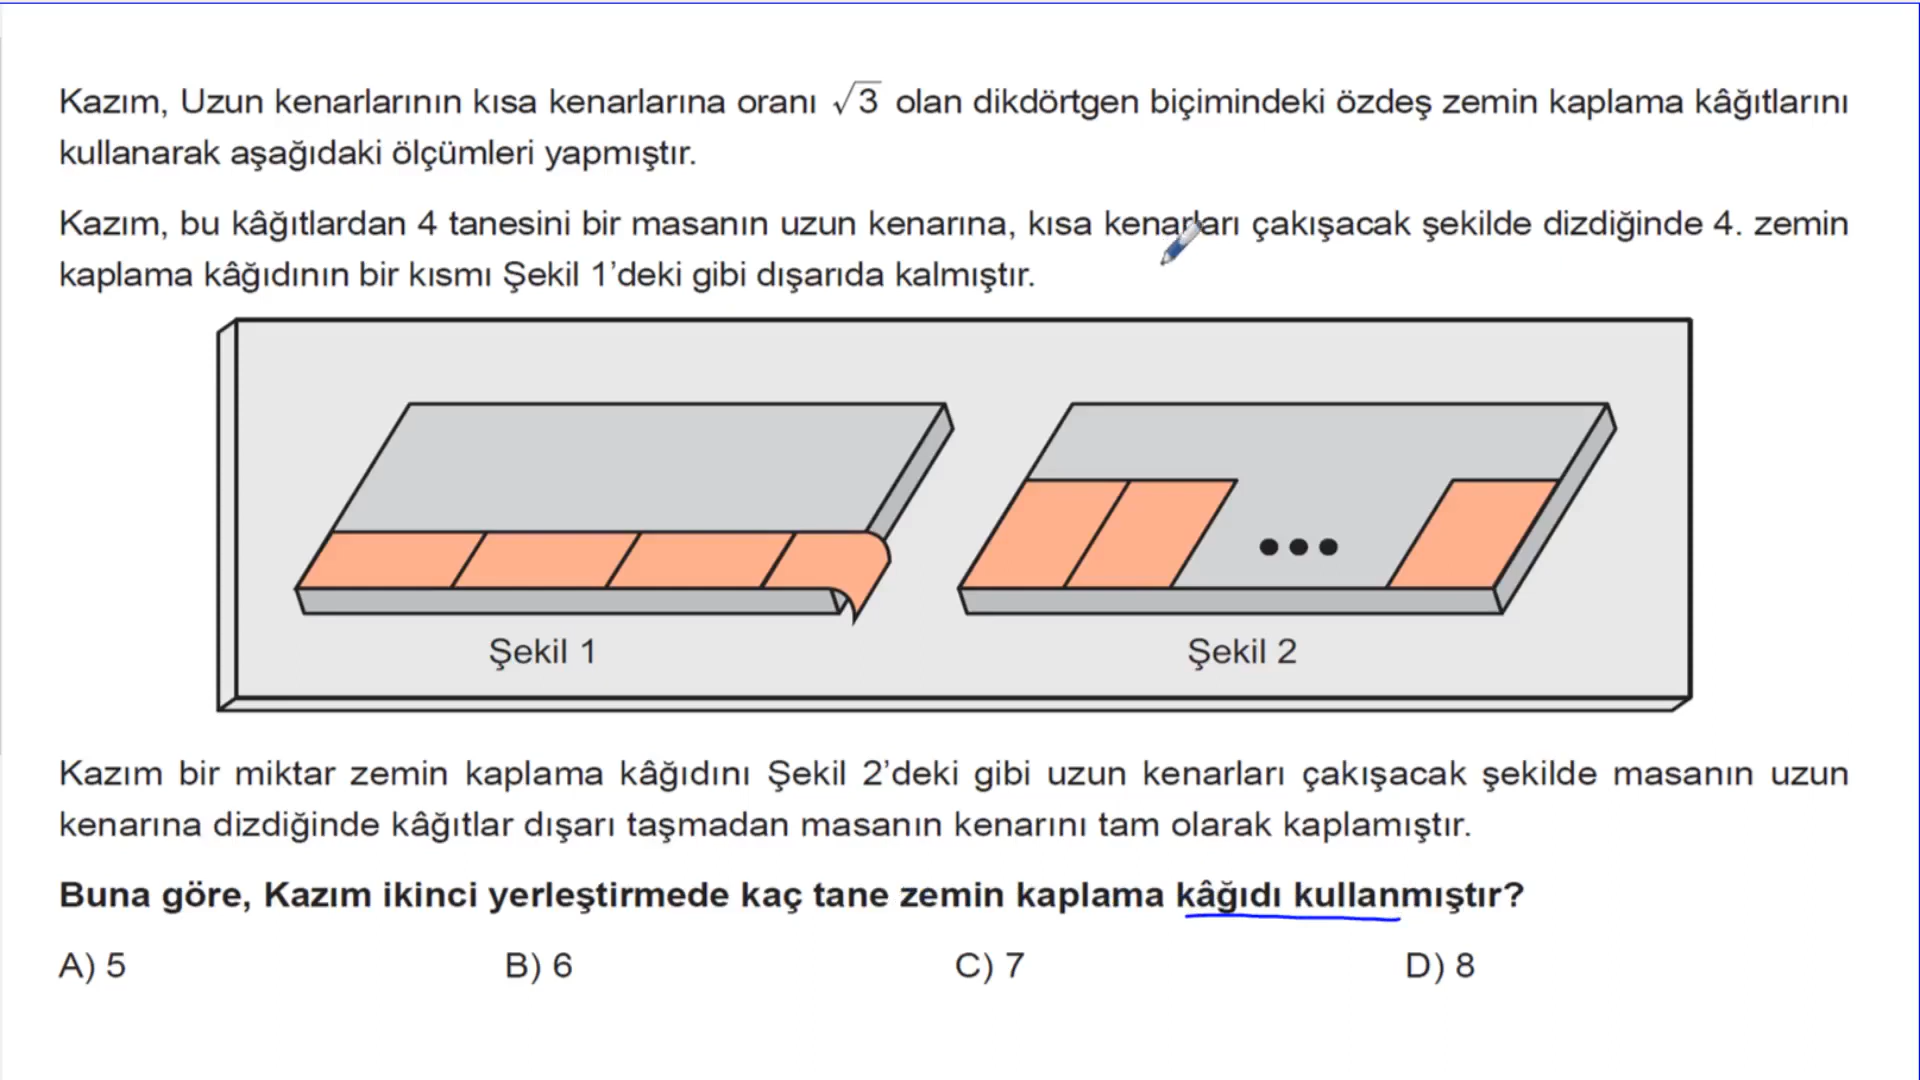 Kazım, Uzun kenarlarının kısa kenarlarına oranı √3 olan dikdörtgen biçimindeki özdeş zemin kaplama kâğıtlarını
kullanarak aşağıdaki ölçümleri yapmıştır.
Kazım, bu kâğıtlardan 4 tanesini bir masanın uzun kenarına, kısa kenarları çakışacak şekilde dizdiğinde 4. zemin
kaplama kâğıdının bir kısmı Şekil 1’deki gibi dışarıda kalmıştır.
Şekil 1
Şekil 2
Kazım bir miktar zemin kaplama kâğıdını Şekil 2’deki gibi uzun kenarları çakışacak şekilde masanın uzun
kenarına dizdiğinde kâğıtlar dışarı taşmadan masanın kenarını tam olarak kaplamıştır.
Buna göre, Kazım ikinci yerleştirmede kaç tane zemin kaplama kâğıdı kullanmıştır?
A) 5 B) 6 C) 7 D) 8